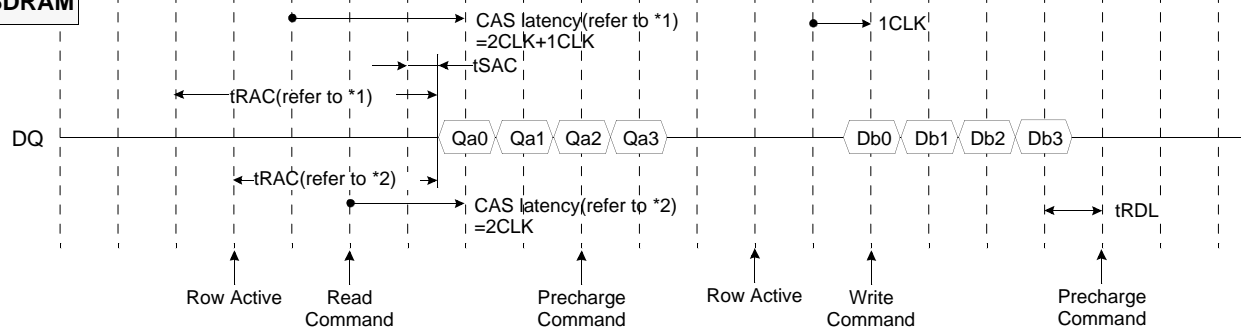 SDRAM
CAS latency(refer to *1)
=2CLK+1CLK
1CLK
tSAC
tRAC(refer to *1)
DQ
Qa0 Qa1 Qa2 Qa3 Db0 Db1 Db2 Db3
tRAC(refer to *2)
CAS latency(refer to *2)
=2CLK
tRDL
Row Active
Read
Command
Precharge
Command
Row Active
Write
Command
Precharge
Command